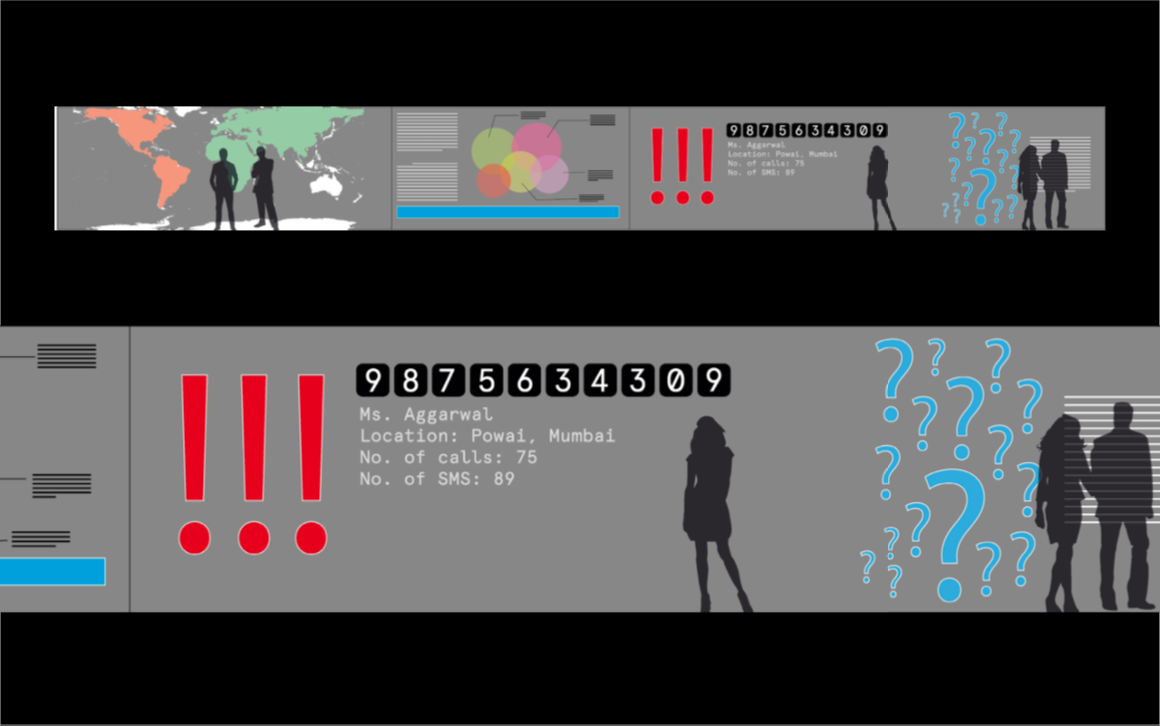 !!!
9875634309
Ms. Aggarwal
Location: Powai, Mumbai
No. of calls: 75
No. of SMS: 89
? ? ? ? ? ? ? ? ? ? ? ? ? ? ?
!!!
9875634309
Ms. Aggarwal
Location: Powai, Mumbai
No. of calls: 75
No. of SMS: 89
? ? ? ? ? ? ? ? ? ? ? ? ? ? ?